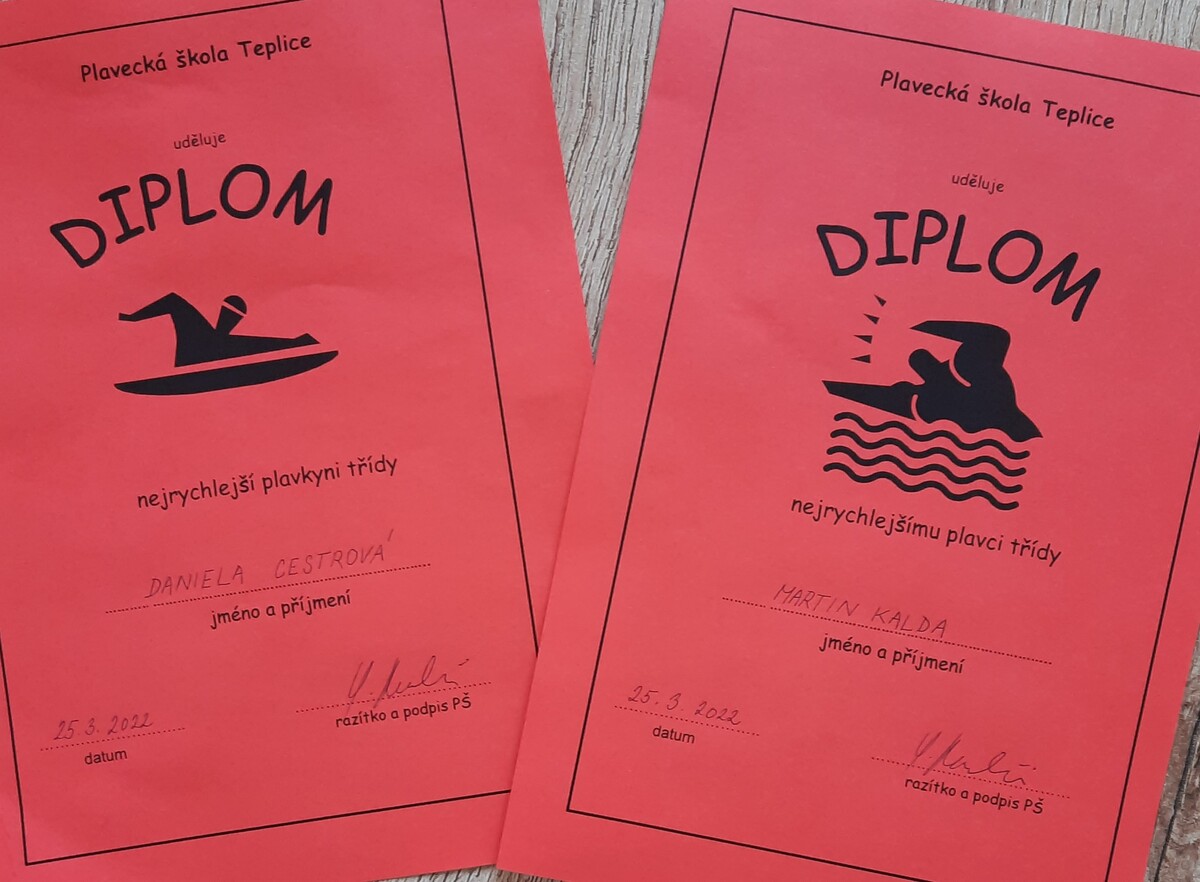 Plavecká škola Teplice
uděluje
DIPLOM
nejrychlejší plavkyni třídy
DANIELA CESTROVÁ
jméno a příjmení
25.3.2022
datum
razítko a podpis PŠ
Plavecká škola Teplice
uděluje
DIPLOM
nejrychlejšímu plavci třídy
MARTIN KALDA
jméno a příjmení
25.3.2022
datum
razítko a podpis PŠ